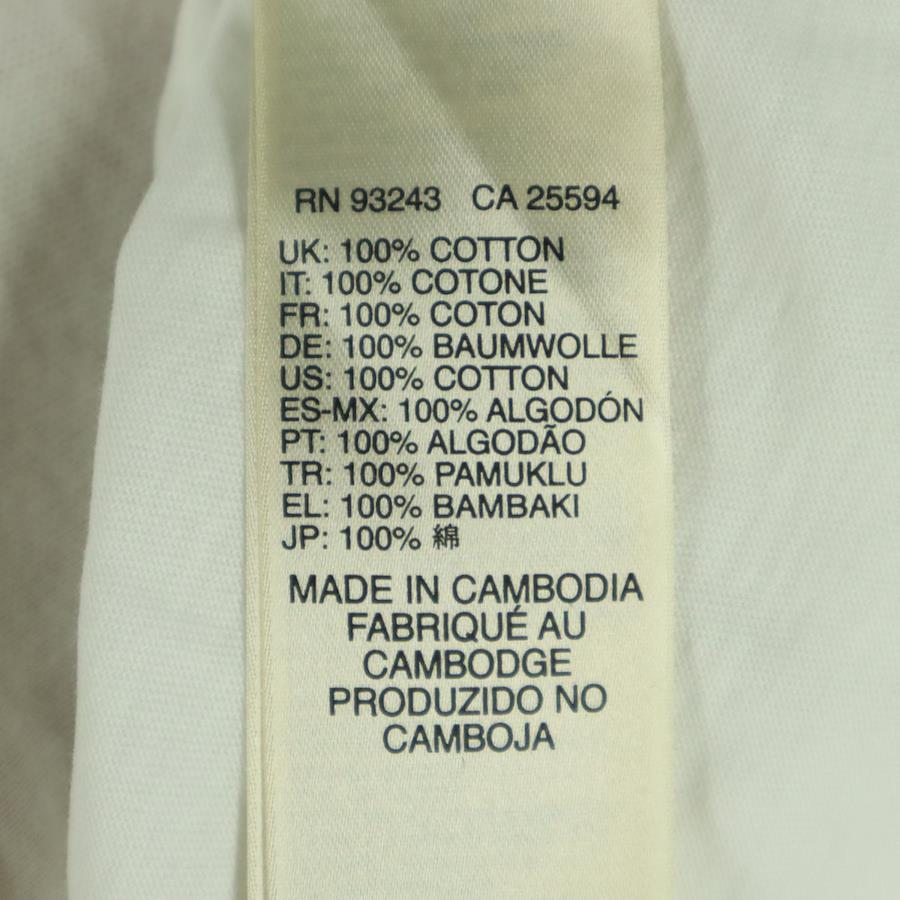 RN 93243 CA 25594
UK: 100% COTTON
IT: 100% COTONE
FR: 100% COTON
DE: 100% BAUMWOLLE
US: 100% COTTON
ES-MX: 100% ALGODÓN
PT: 100% ALGODÃO
TR: 100% PAMUKLU
EL: 100% BAMBAKI
JP: 100% 綿
MADE IN CAMBODIA
FABRIQUÉ AU
CAMBODGE
PRODUZIDO NO
CAMBOJA